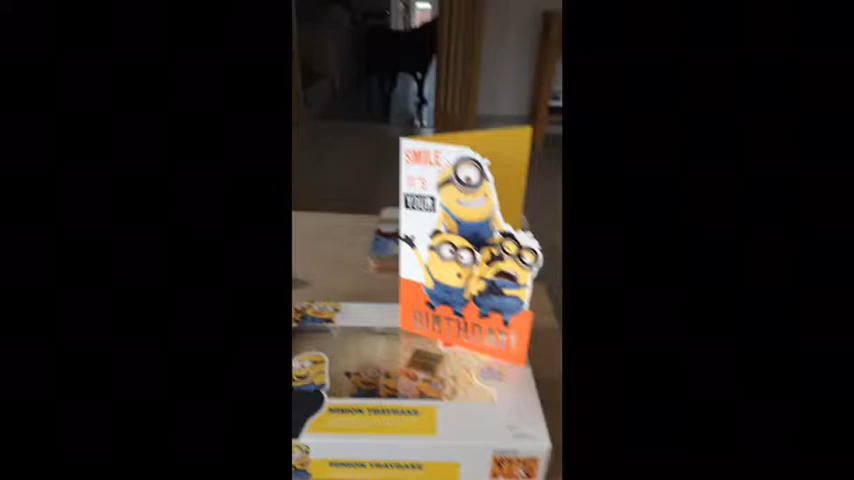 SMILE
IT'S
YOUR
BIRTHDAY!
MINION TRAYBAKE
MINION TRAYBAKE